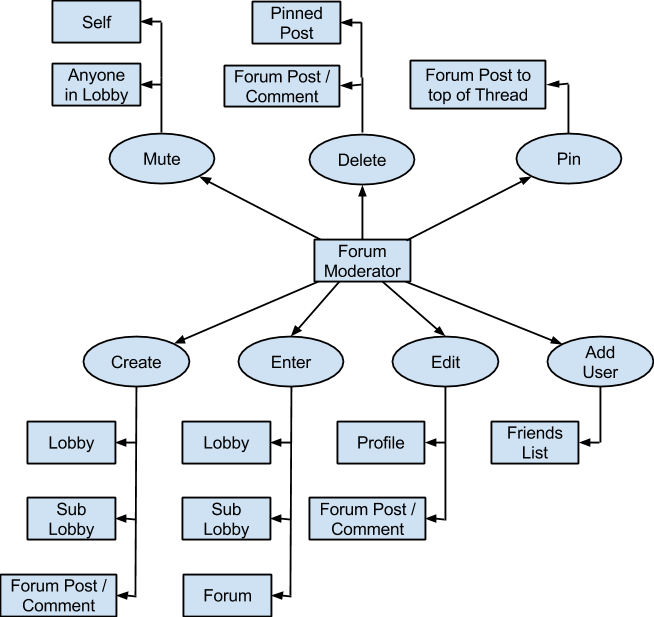 Self
Pinned
Post
Anyone
in Lobby
Forum Post /
Comment
Forum Post to
top of Thread
Mute
Delete
Pin
Forum
Moderator
Create
Enter
Edit
Add
User
Lobby
Lobby
Profile
Friends
List
Sub
Lobby
Sub
Lobby
Forum Post /
Comment
Forum Post /
Comment
Forum